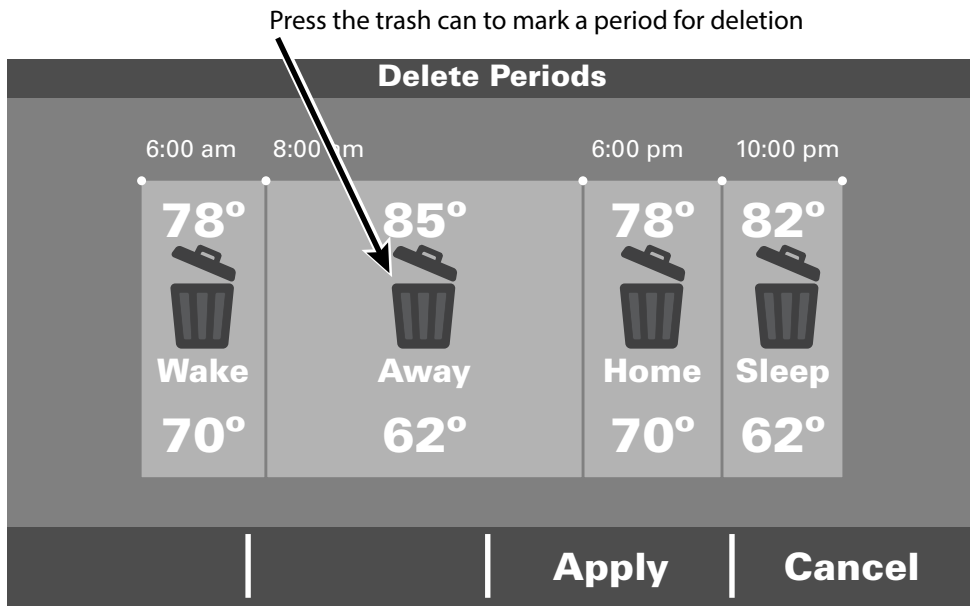 Press the trash can to mark a period for deletion
Delete Periods
6:00 am 8:00 am 6:00 pm 10:00 pm
78º 85º 78º 82º
Wake Away Home Sleep
70º 62º 70º 62º
Apply Cancel